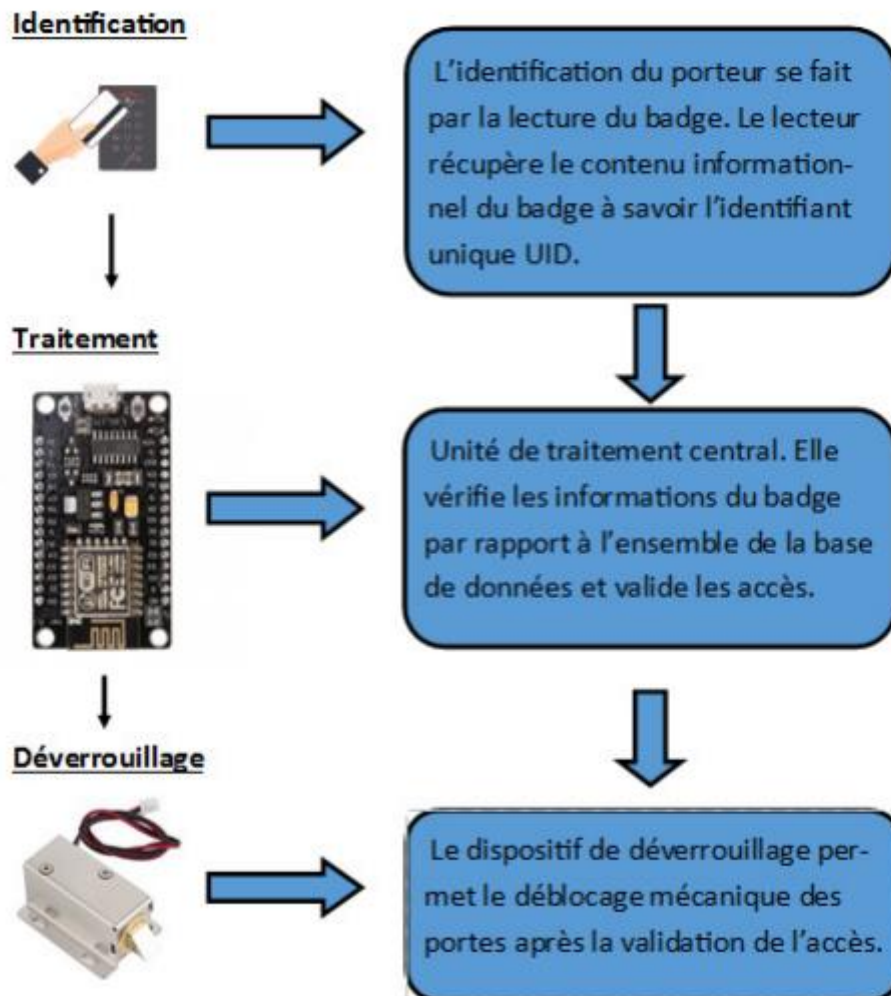 Identification
L'identification du porteur se fait
par la lecture du badge. Le lecteur
récupère le contenu information-
nel du badge à savoir l'identifiant
unique UID.
Traitement
Unité de traitement central. Elle
vérifie les informations du badge
par rapport à l'ensemble de la base
de données et valide les accès.
Déverrouillage
Le dispositif de déverrouillage per-
met le déblocage mécanique des
portes après la validation de l'accès.